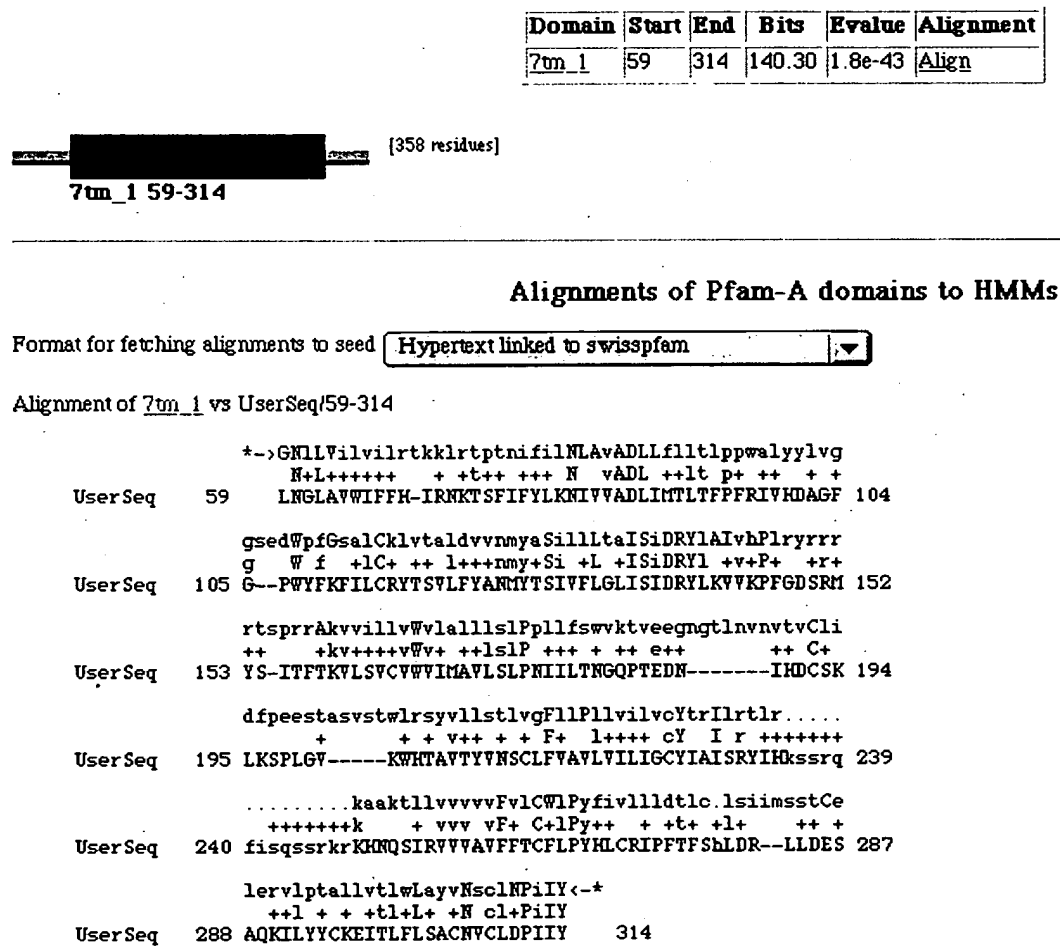 Domain Start End Bits Evalue Alignment
7tm_1 59 314 140.30 1.8e-43 Align
[358 residues]
7tm_1 59-314
Alignments of Pfam-A domains to HMMs
Format for fetching alignments to seed Hypertext linked to swisspfam
Alignment of 7tm_1 vs UserSeq/59-314
*->GNlLVilvilrtkklrtptnifilNLAvADLLflltlppwalyylvg
N+L++++++ + +t++ +++ N vADL ++lt p+ ++ + +
UserSeq 59 LNGLAVWIFFH-IRNKTSFIFYLKNIVVADLIMTLTFPFRIVHDAGF 104
gsedWpfGsalCklvtaldvvnmyaSillLtaISiDRYlAIvhPlryrrr
g W f +lC+ ++ l+++nmy+Si +L +ISiDRYl +v+P+ +r+
UserSeq 105 G--PWYFKFILCRYTSVLFYANMYTSIVFLGLISIDRYLKVVKPFGDSRM 152
rtsprrAkvvillvWvlalllslPpllfswvktveegngtlnvnvtvCli
++ +kv++++vWv+ ++lslP +++ + ++ e++ ++ C+
UserSeq 153 YS-ITFTKVLSVCVWVIMAVLSLPNIILTNGQPTEDN-------IHDCSK 194
dfpeestasvstwlrsyvllstlvgFllPllvilvcYtrIlrtlr.....
+ + + v++ + + F+ l++++ cY I r +++++++
UserSeq 195 LKSPLGV-----KWHTAVTYVNSCLFVAVLVILIGCYIAISRYIHkssrq 239
.........kaaktllvvvvvFvlCWlPyfivllldtlc.lsiimsstCe
+++++++k + vvv vF+ C+lPy++ + +t+ +l+ ++ +
UserSeq 240 fisqssrkrKHNQSIRVVVAVFFTCFLPYHLCRIPFTFShLDR--LLDES 287
lervlptallvtlwLayvNsclNPiIY<-*
++l + + +tl+L+ +N cl+PiIY
UserSeq 288 AQKILYYCKEITLFLSACNVCLDPIIY 314